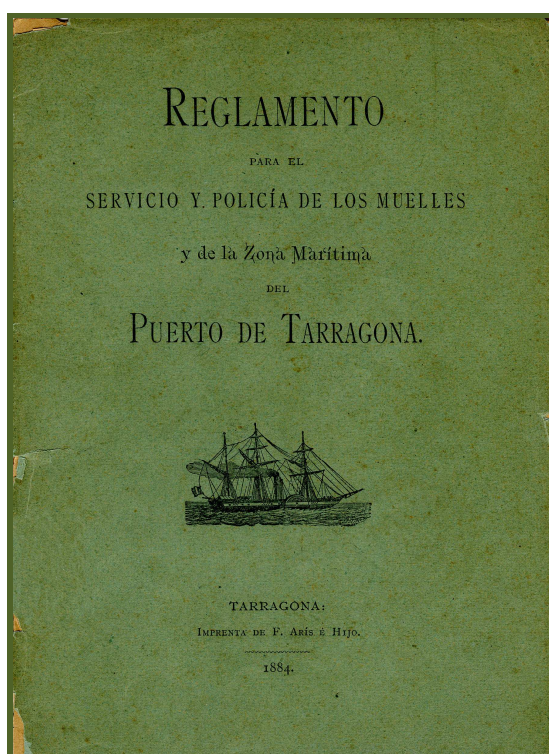 REGLAMENTO
PARA EL
SERVICIO Y. POLICÍA DE LOS MUELLES
y de la Zona Marítima
DEL
PUERTO DE TARRAGONA.
TARRAGONA:
IMPRENTA DE F. ARÍS É HIJO.
1884.